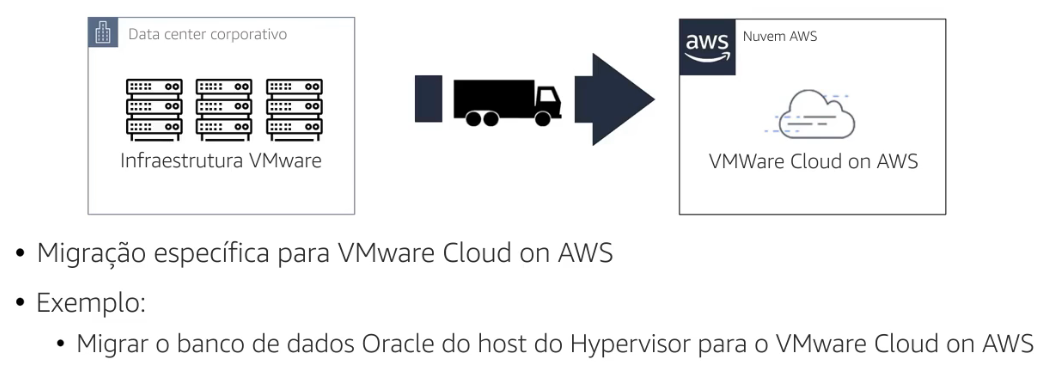 Data center corporativo
Infraestrutura VMware
aws
Nuvem AWS
VMWare Cloud on AWS
• Migração específica para VMware Cloud on AWS
• Exemplo:
• Migrar o banco de dados Oracle do host do Hypervisor para o VMware Cloud on AWS